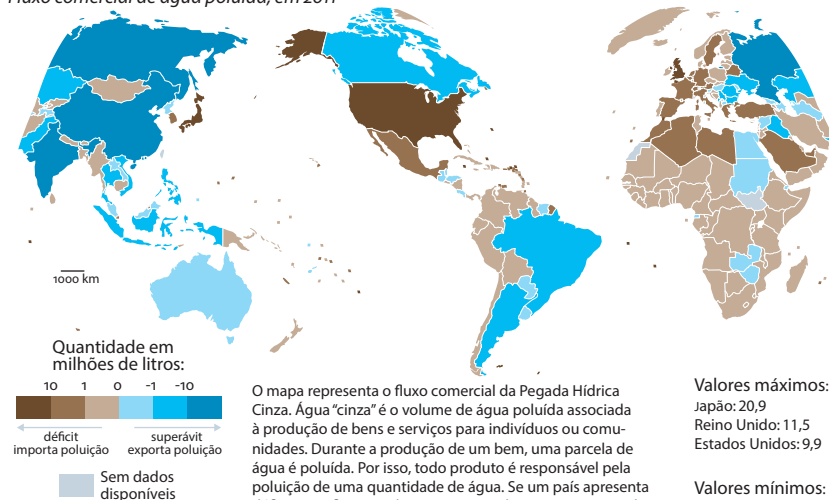 Fluxo comercial de água poluída, em 2011
1000 km
Quantidade em
milhões de litros:
10 1 0 -1 -10
déficit
importa poluição
superávit
exporta poluição
Sem dados
disponíveis
O mapa representa o fluxo comercial da Pegada Hídrica
Cinza. Água “cinza” é o volume de água poluída associada
à produção de bens e serviços para indivíduos ou comu-
nidades. Durante a produção de um bem, uma parcela de
água é poluída. Por isso, todo produto é responsável pela
poluição de uma quantidade de água. Se um país apresenta
Valores máximos:
Japão: 20,9
Reino Unido: 11,5
Estados Unidos: 9,9
Valores mínimos: